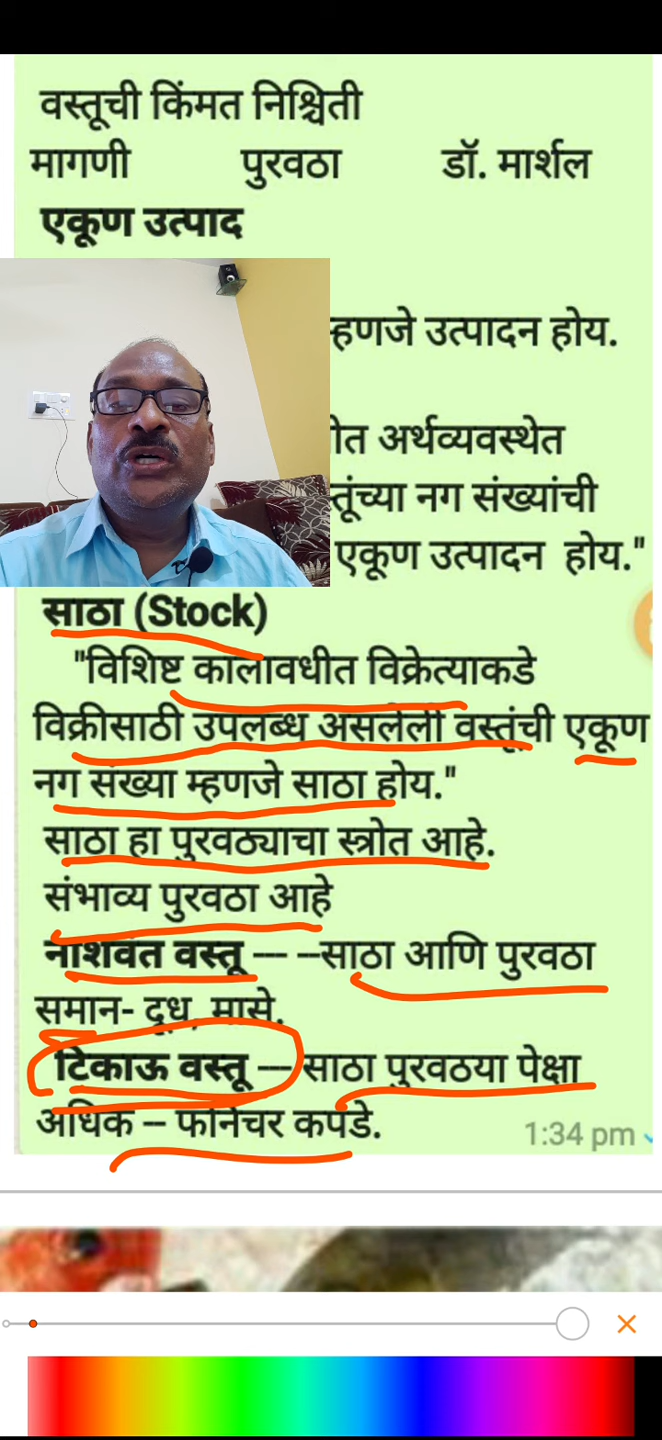 वस्तूची किंमत निश्चिती
मागणी पुरवठा डॉ. मार्शल
एकूण उत्पाद
म्हणजे उत्पादन होय.
अर्थव्यवस्थेत
नग संख्यांची
एकूण उत्पादन होय."
साठा (Stock)
"विशिष्ट कालावधीत विक्रेत्याकडे
विक्रीसाठी उपलब्ध असलेली वस्तूंची एकूण
नग संख्या म्हणजे साठा होय."
साठा हा पुरवठ्याचा स्त्रोत आहे.
संभाव्य पुरवठा आहे
नाशवंत वस्तू --- --साठा आणि पुरवठा
समान- दूध, मासे.
टिकाऊ वस्तू --- साठा पुरवठया पेक्षा
अधिक -- फर्निचर कपडे.
1:34 pm